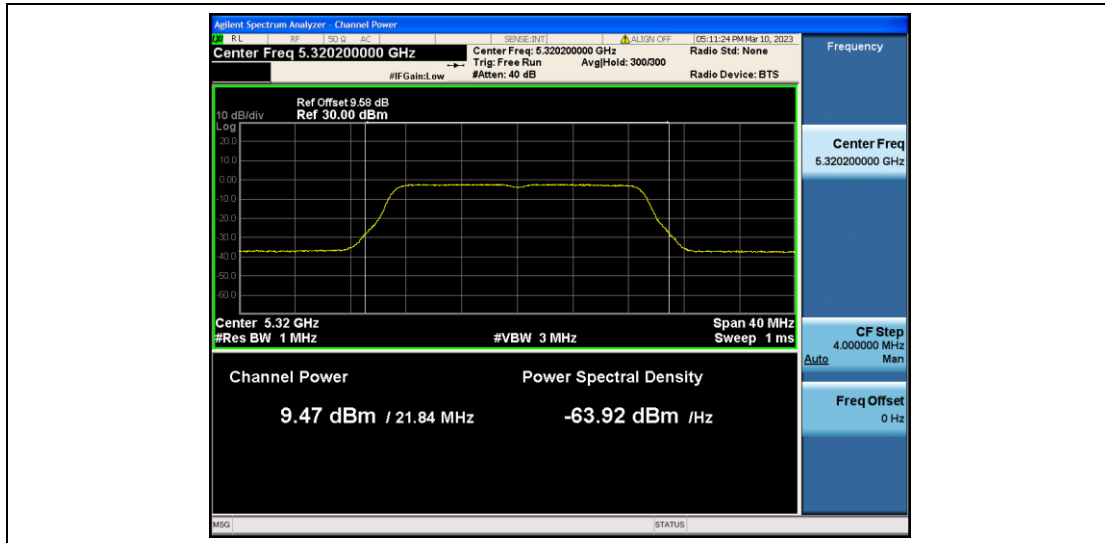 Agilent Spectrum Analyzer - Channel Power
RL RF 50 Ω AC SENSE:INT ALIGN OFF 05:11:24 PM Mar 10, 2023
Center Freq 5.320200000 GHz
Center Freq: 5.320200000 GHz
Radio Std: None
Trig: Free Run Avg|Hold: 300/300
#IFGain:Low #Atten: 40 dB Radio Device: BTS
Ref Offset 9.58 dB
10 dB/div Ref 30.00 dBm
Log
20.0
10.0
0.00
-10.0
-20.0
-30.0
-40.0
-50.0
-60.0
Center 5.32 GHz Span 40 MHz
#Res BW 1 MHz #VBW 3 MHz Sweep 1 ms
Channel Power Power Spectral Density
9.47 dBm / 21.84 MHz -63.92 dBm /Hz
MSG STATUS
Frequency
Center Freq
5.320200000 GHz
CF Step
4.000000 MHz
Auto Man
Freq Offset
0 Hz